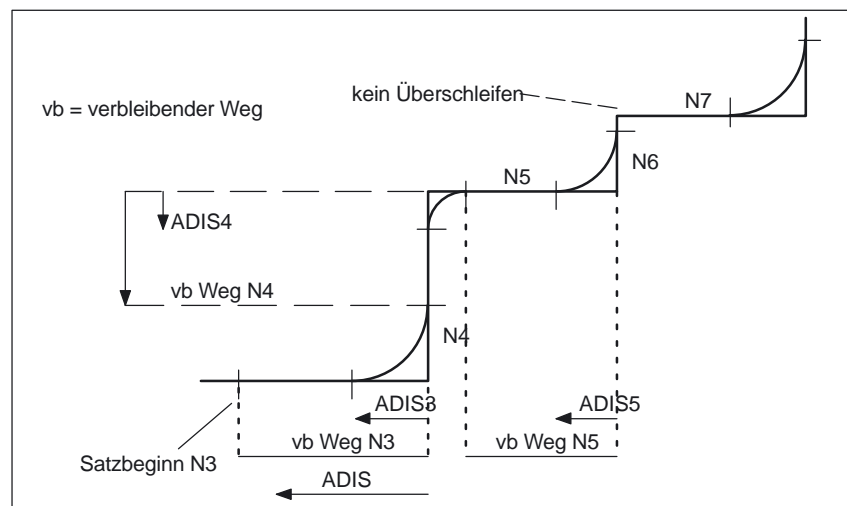 kein Überschleifen
N7
vb = verbleibender Weg
N6
N5
ADIS4
vb Weg N4
N4
ADIS3
ADIS5
vb Weg N3
vb Weg N5
Satzbeginn N3
ADIS